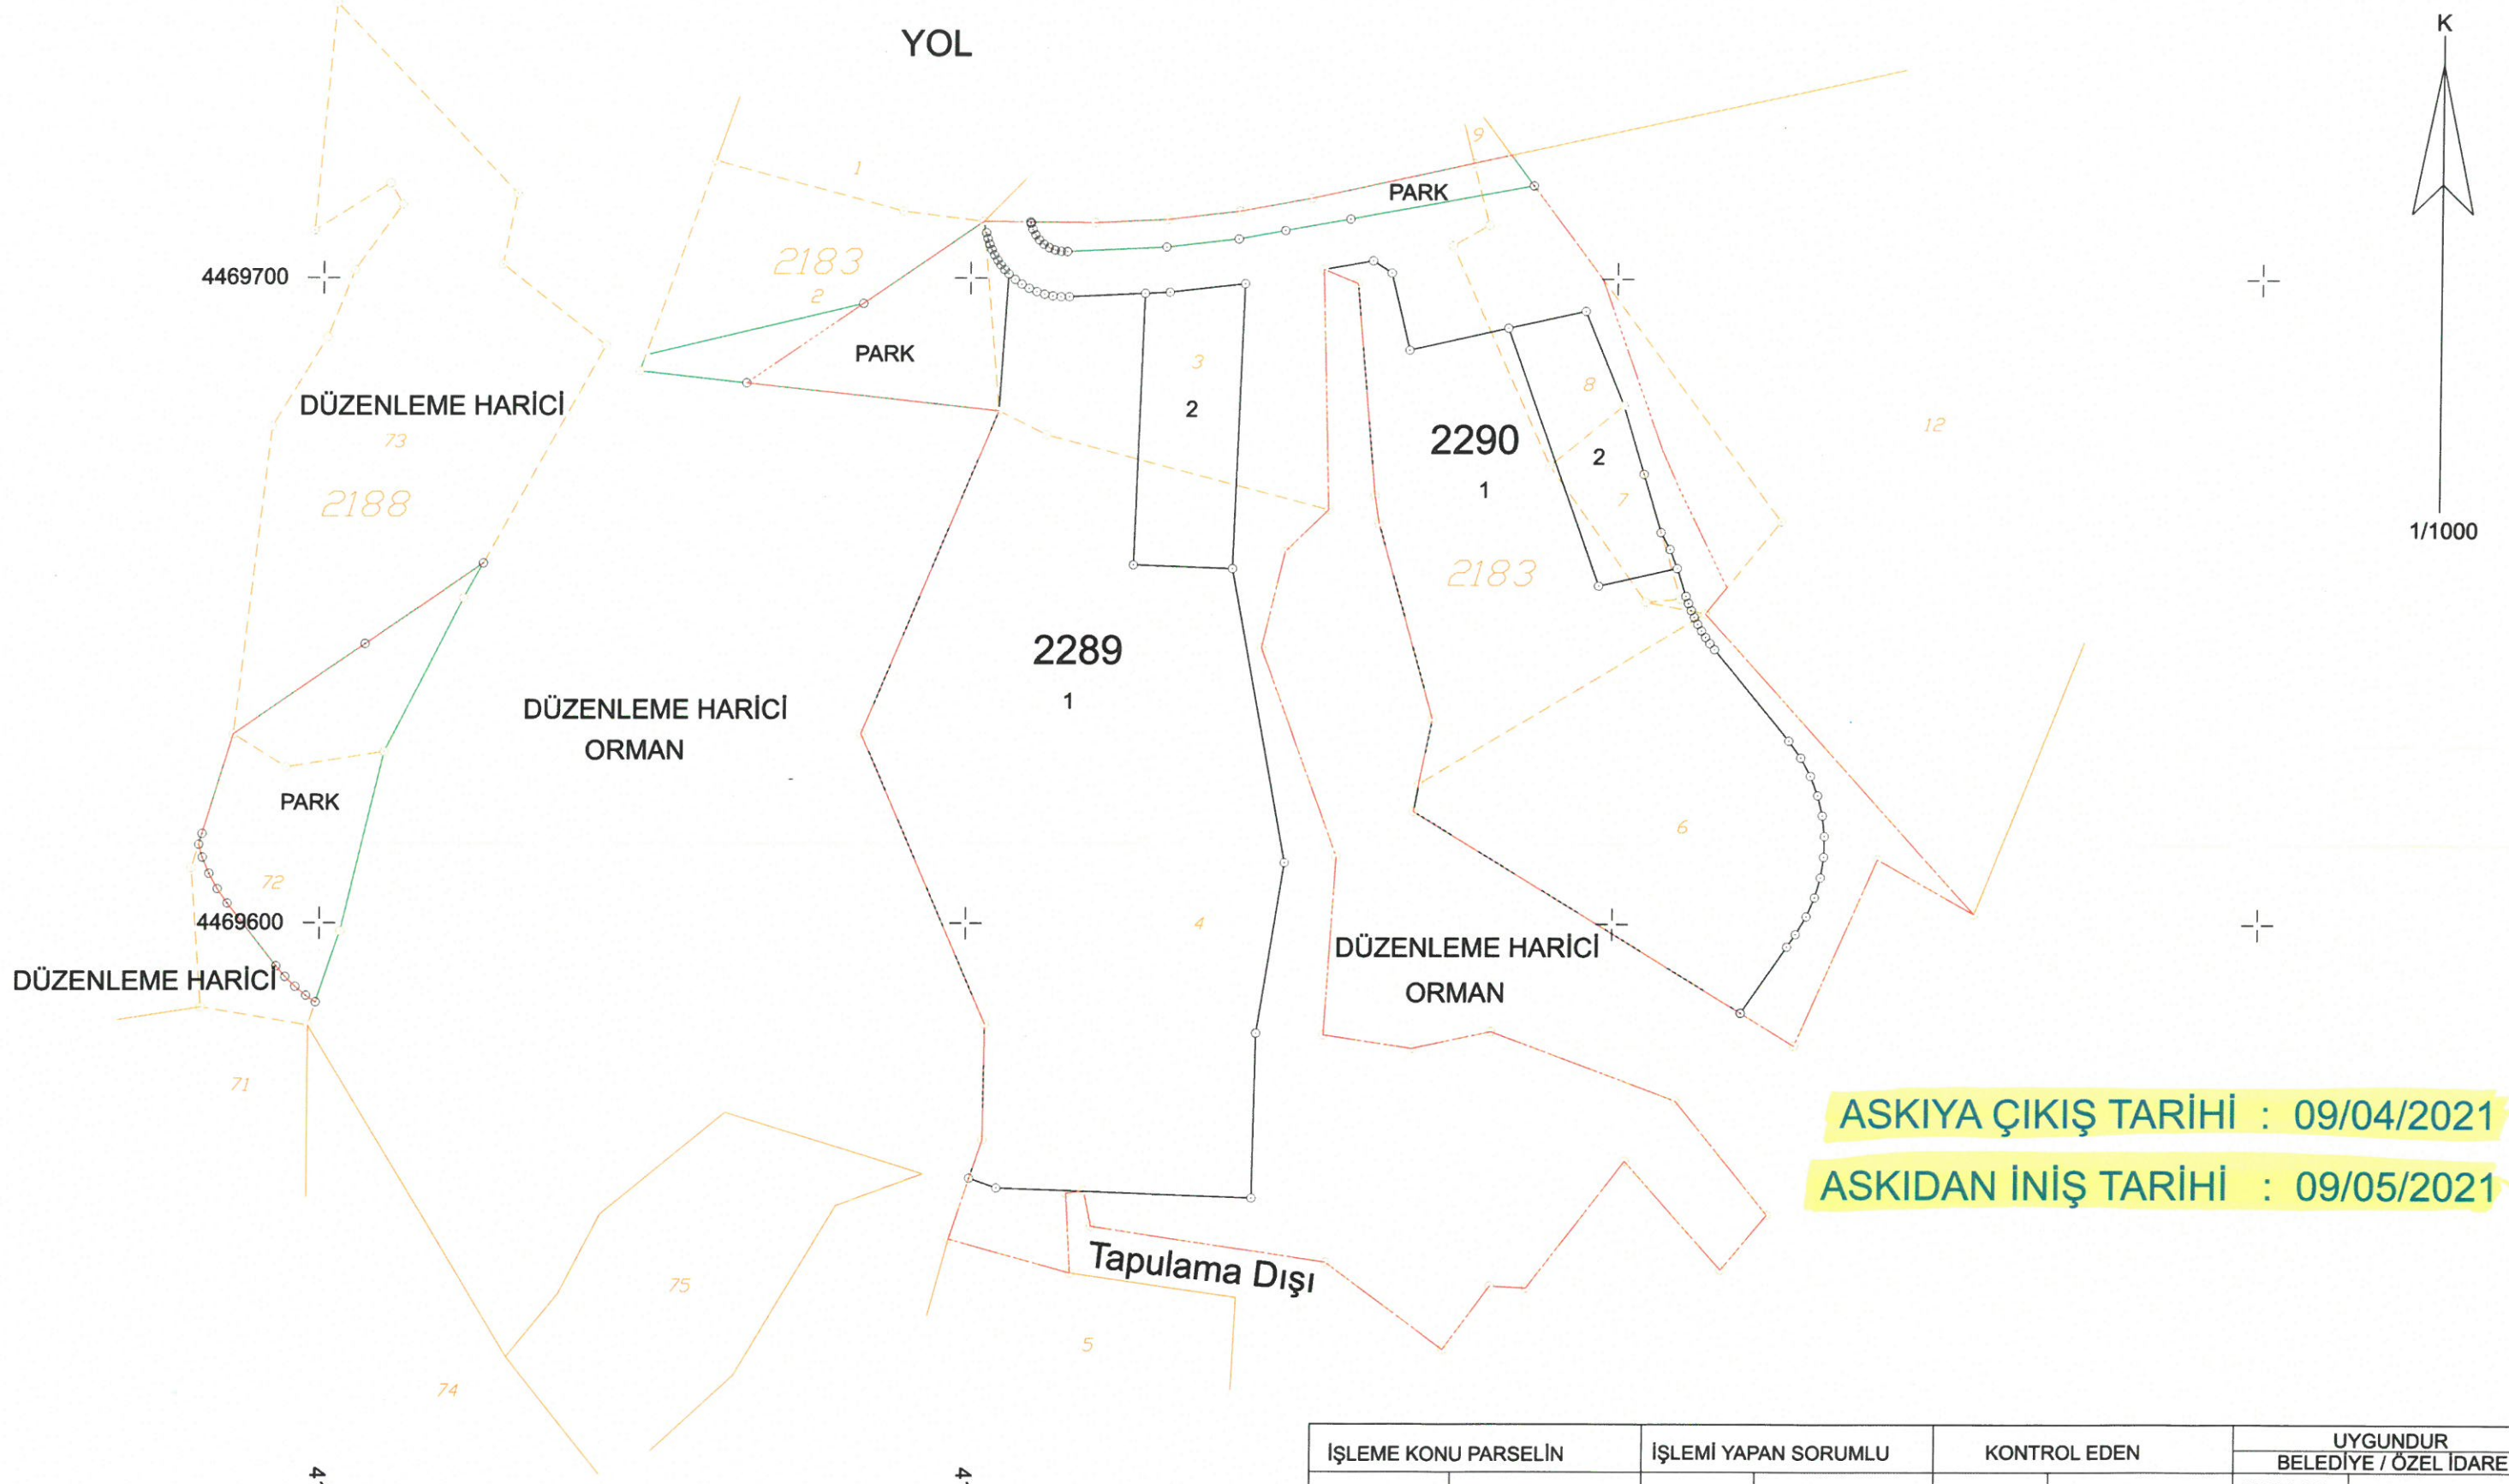 YOL
K
9
1
PARK
2183
2
4469700
PARK
3
2
8
DÜZENLEME HARİCİ
73
2188
2290
1
2
7
12
1/1000
2183
2289
1
DÜZENLEME HARİCİ
ORMAN
PARK
6
72
4469600
4
DÜZENLEME HARİCİ
ORMAN
DÜZENLEME HARİCİ
71
ASKIYA ÇIKIŞ TARİHİ : 09/04/2021
ASKIDAN İNİŞ TARİHİ : 09/05/2021
Tapulama Dışı
75
5
74
İŞLEME KONU PARSELİN
İŞLEMİ YAPAN SORUMLU
KONTROL EDEN
UYGUNDUR
BELEDİYE / ÖZEL İDARE